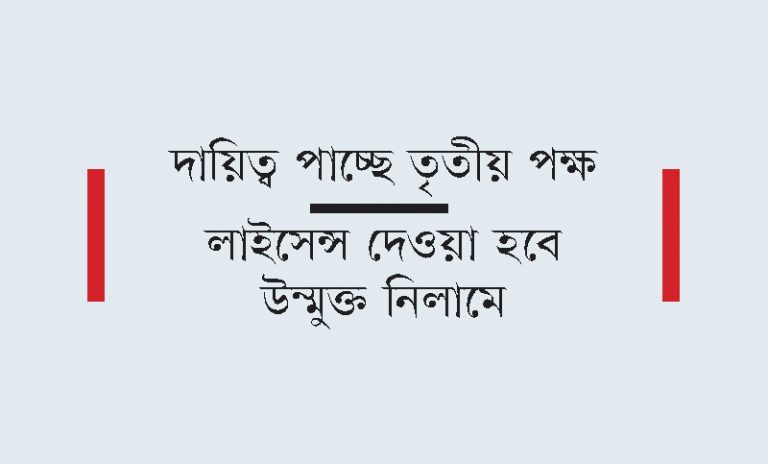 দায়িত্ব পাচ্ছে তৃতীয় পক্ষ
লাইসেন্স দেওয়া হবে
উন্মুক্ত নিলামে